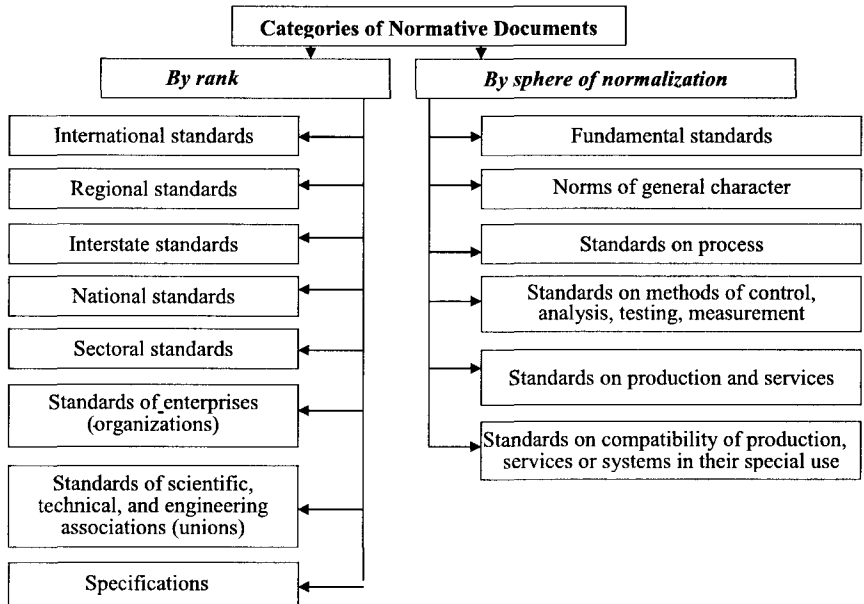 Categories of Normative Documents
By rank
International standards
Regional standards
Interstate standards
National standards
Sectoral standards
Standards of enterprises
(organizations)
Standards of scientific,
technical, and engineering
associations (unions)
Specifications
By sphere of normalization
Fundamental standards
Norms of general character
Standards on process
Standards on methods of control,
analysis, testing, measurement
Standards on production and services
Standards on compatibility of production,
services or systems in their special use